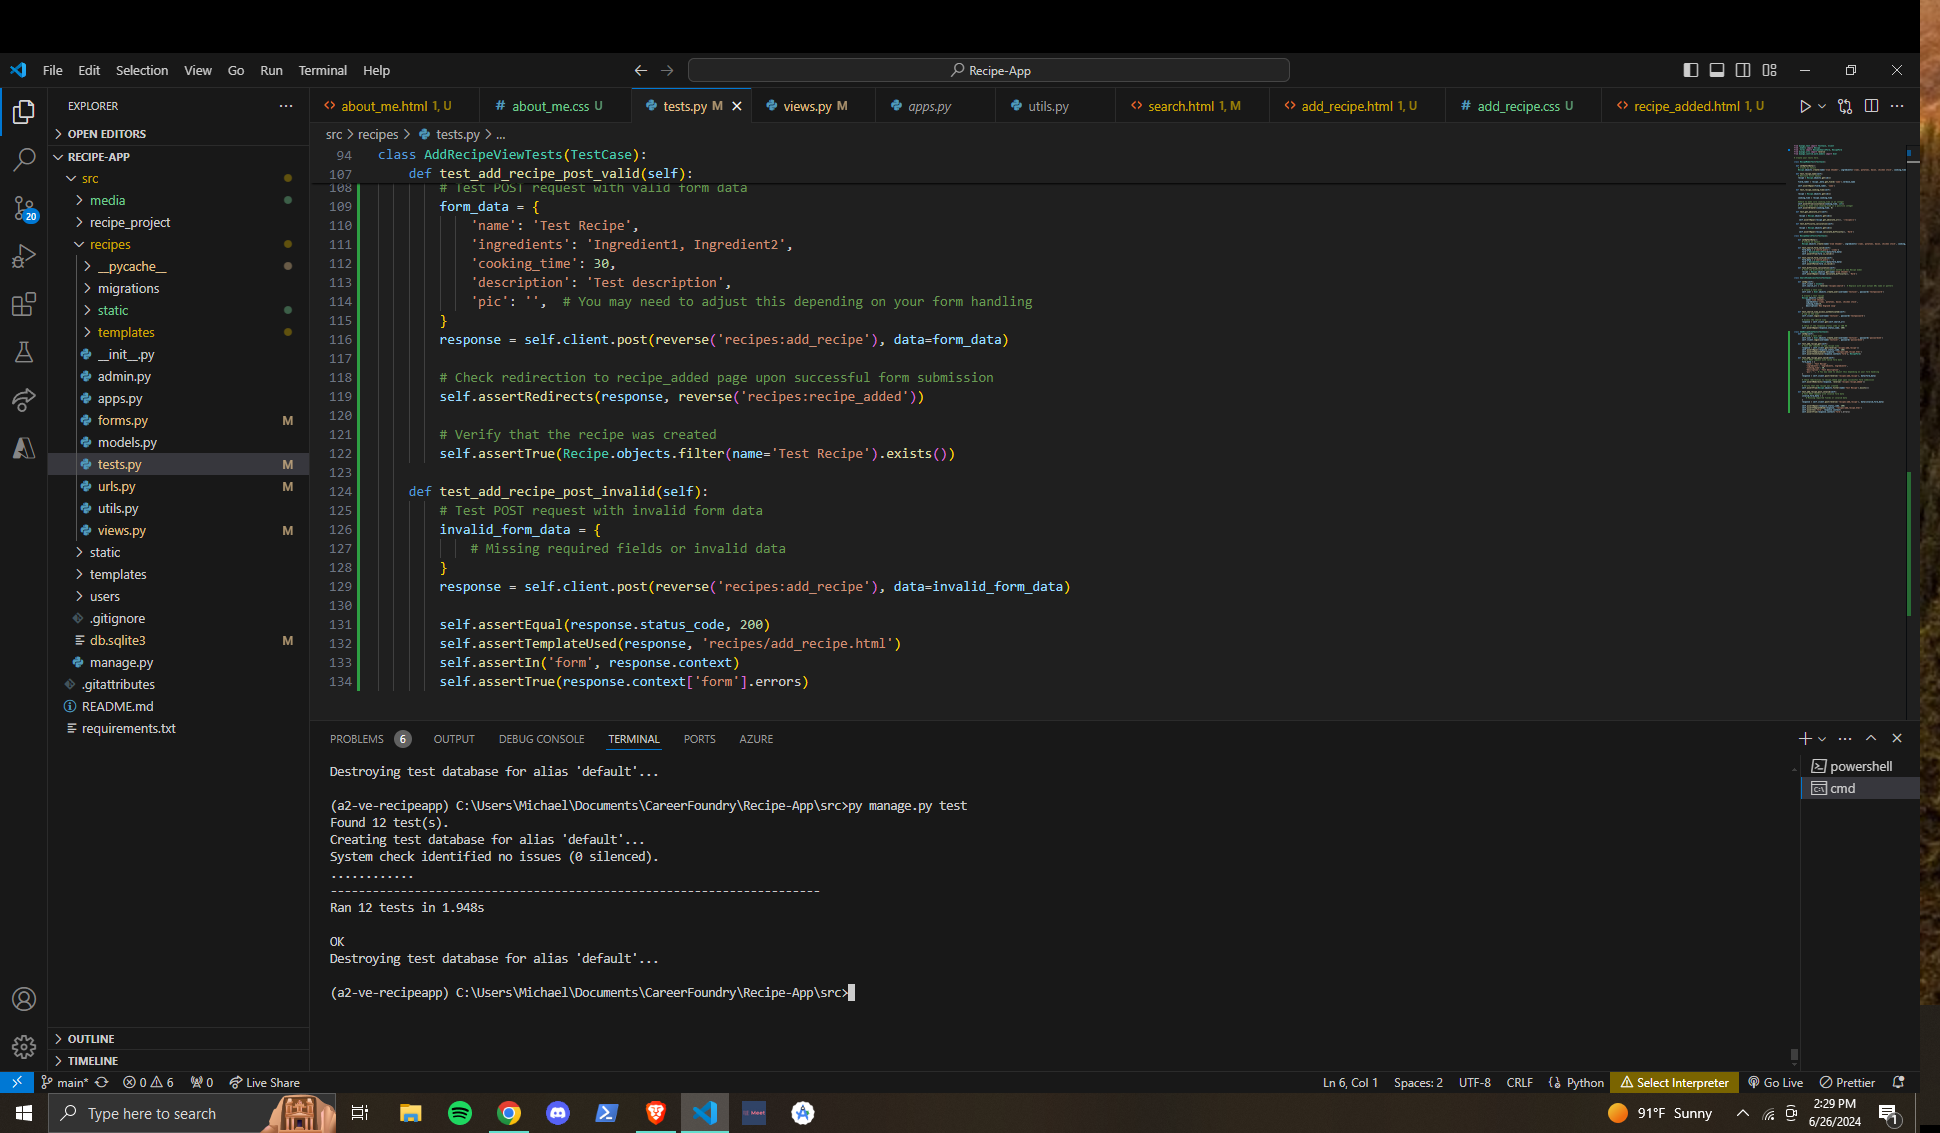 File Edit Selection View Go Run Terminal Help
Recipe-App
EXPLORER
about_me.html 1, U
about_me.css U
tests.py M
views.py M
apps.py
utils.py
search.html 1, M
add_recipe.html 1, U
add_recipe.css U
recipe_added.html 1, U
OPEN EDITORS
RECIPE-APP
src
media
recipe_project
recipes
__pycache__
migrations
static
templates
__init__.py
admin.py
apps.py
forms.py M
models.py
tests.py M
urls.py M
utils.py
views.py M
static
templates
users
.gitignore
db.sqlite3 M
manage.py
.gitattributes
README.md
requirements.txt
OUTLINE
TIMELINE
20
src > recipes > tests.py > ...
94 class AddRecipeViewTests(TestCase):
107 def test_add_recipe_post_valid(self):
108 # Test POST request with valid form data
109 form_data = {
110 'name': 'Test Recipe',
111 'ingredients': 'Ingredient1, Ingredient2',
112 'cooking_time': 30,
113 'description': 'Test description',
114 'pic': '', # You may need to adjust this depending on your form handling
115 }
116 response = self.client.post(reverse('recipes:add_recipe'), data=form_data)
117
118 # Check redirection to recipe_added page upon successful form submission
119 self.assertRedirects(response, reverse('recipes:recipe_added'))
120
121 # Verify that the recipe was created
122 self.assertTrue(Recipe.objects.filter(name='Test Recipe').exists())
123
124 def test_add_recipe_post_invalid(self):
125 # Test POST request with invalid form data
126 invalid_form_data = {
127 # Missing required fields or invalid data
128 }
129 response = self.client.post(reverse('recipes:add_recipe'), data=invalid_form_data)
130
131 self.assertEqual(response.status_code, 200)
132 self.assertTemplateUsed(response, 'recipes/add_recipe.html')
133 self.assertIn('form', response.context)
134 self.assertTrue(response.context['form'].errors)
PROBLEMS 6 OUTPUT DEBUG CONSOLE TERMINAL PORTS AZURE
Destroying test database for alias 'default'...
(a2-ve-recipeapp) C:\Users\Michael\Documents\CareerFoundry\Recipe-App\src>py manage.py test
Found 12 test(s).
Creating test database for alias 'default'...
System check identified no issues (0 silenced).
............
----------------------------------------------------------------------
Ran 12 tests in 1.948s
OK
Destroying test database for alias 'default'...
(a2-ve-recipeapp) C:\Users\Michael\Documents\CareerFoundry\Recipe-App\src>
powershell
cmd
main* 0 6 0 Live Share
Ln 6, Col 1 Spaces: 2 UTF-8 CRLF Python Select Interpreter Go Live Prettier
Type here to search
91°F Sunny
2:29 PM
6/26/2024
1